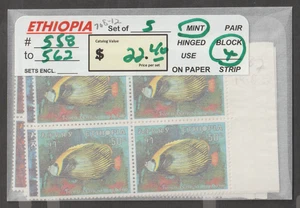 ETHIOPIA
Set of 5
MINT PAIR
# 558
to 562
Catalog Value
$ 22.40
Price per set
HINGED BLOCK
USE 4
SETS ENCL.
ON PAPER STRIP